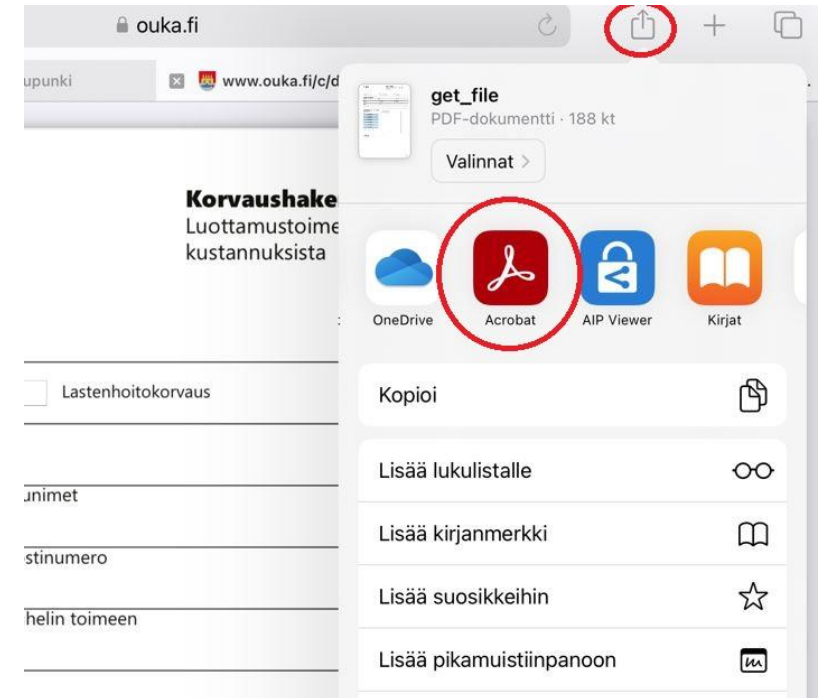 ouka.fi
upunki
www.ouka.fi/c/d
get_file
PDF-dokumentti · 188 kt
Valinnat >
Korvaushake
Luottamustoime
kustannuksista
OneDrive
Acrobat
AIP Viewer
Kirjat
Lastenhoitokorvaus
Kopioi
Lisää lukulistalle
unimet
Lisää kirjanmerkki
stinumero
Lisää suosikkeihin
helin toimeen
Lisää pikamuistiinpanoon